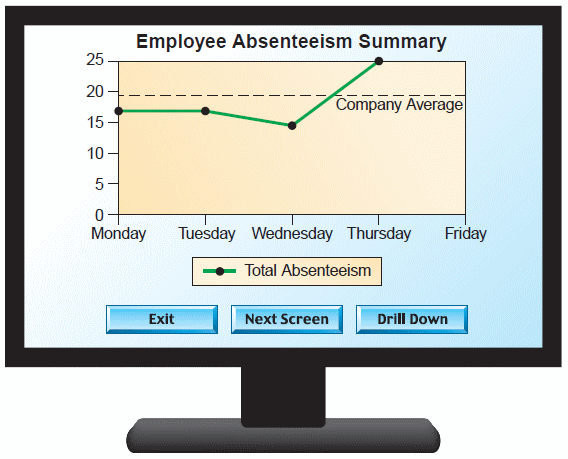 Employee Absenteeism Summary
25
20
Company Average
15
10
5
0
Monday Tuesday Wednesday Thursday Friday
Total Absenteeism
Exit Next Screen Drill Down